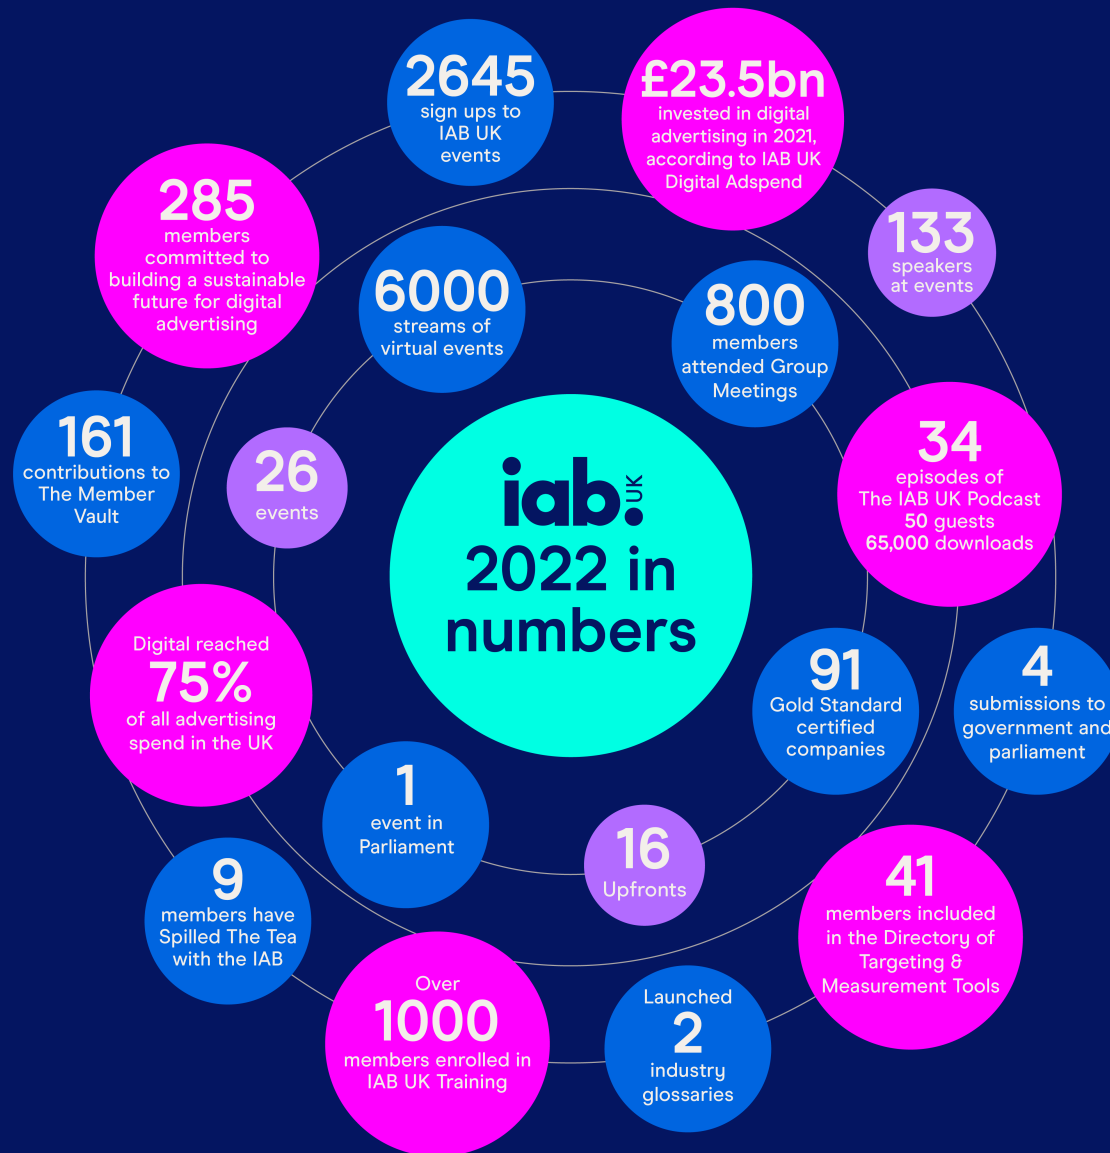 2645
sign ups to
IAB UK
events
£23.5bn
invested in digital
advertising in 2021,
according to IAB UK
Digital Adspend
285
members
committed to
building a sustainable
future for digital
advertising
133
speakers
at events
6000
streams of
virtual events
800
members
attended Group
Meetings
161
contributions to
The Member
Vault
26
events
34
episodes of
The IAB UK Podcast
50 guests
65,000 downloads
iab. UK
2022 in
numbers
Digital reached
75%
of all advertising
spend in the UK
91
Gold Standard
certified
companies
4
submissions to
government and
parliament
1
event in
Parliament
16
Upfronts
9
members have
Spilled The Tea
with the IAB
41
members included
in the Directory of
Targeting &
Measurement Tools
Over
1000
members enrolled in
IAB UK Training
Launched
2
industry
glossaries